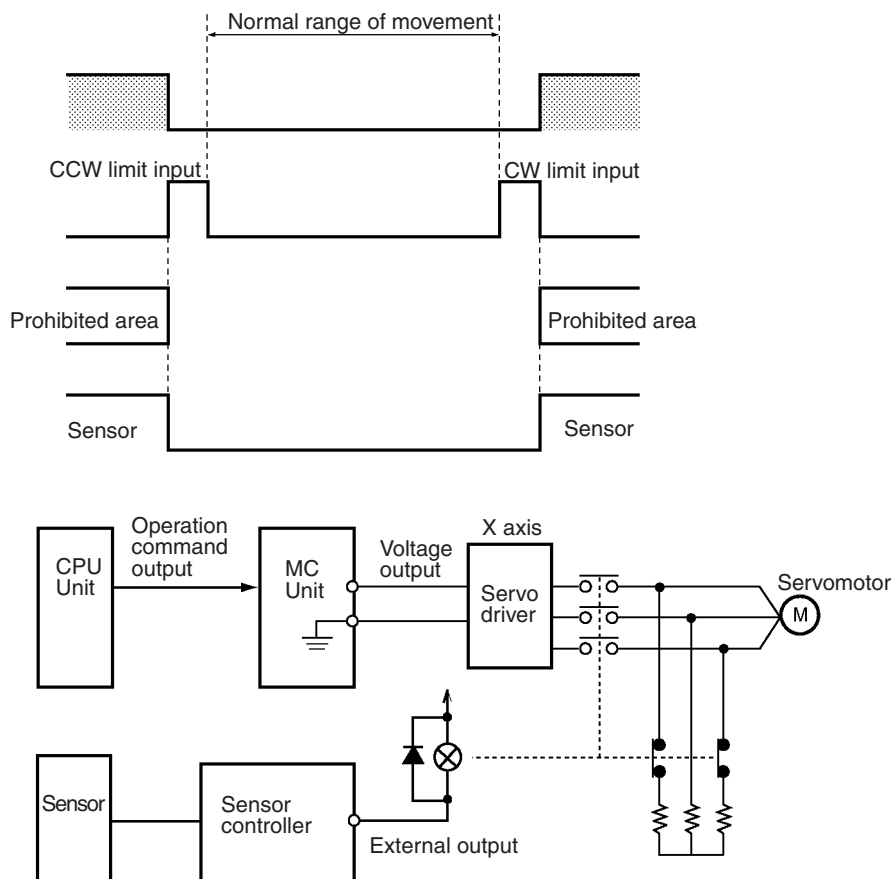 Normal range of movement
CCW limit input
CW limit input
Prohibited area
Prohibited area
Sensor
Sensor
X axis
Operation
command
output
Voltage
output
CPU
Unit
MC
Unit
Servo
driver
Servomotor
M
Sensor
Sensor
controller
External output